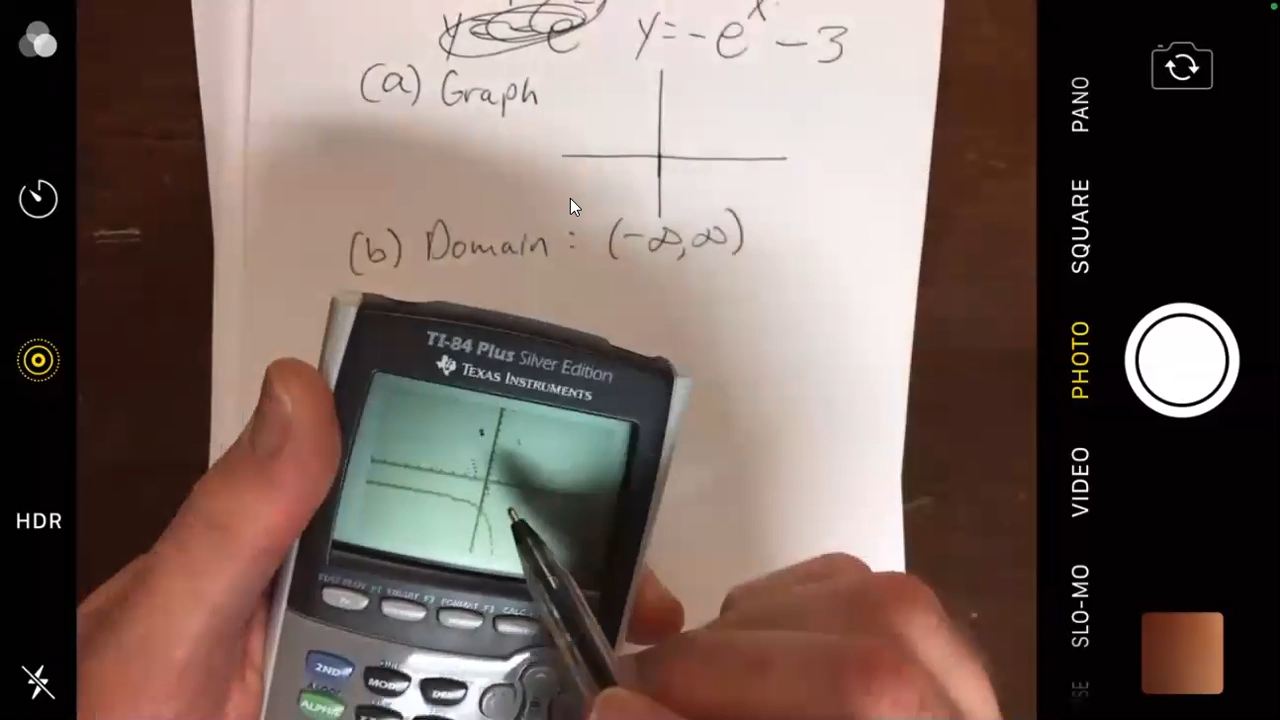 y = -e^x - 3
(a) Graph
(b) Domain : (-∞,∞)
TI-84 Plus Silver Edition
TEXAS INSTRUMENTS
2ND
ALPHA
HDR
PANO
SQUARE
PHOTO
VIDEO
SLO-MO